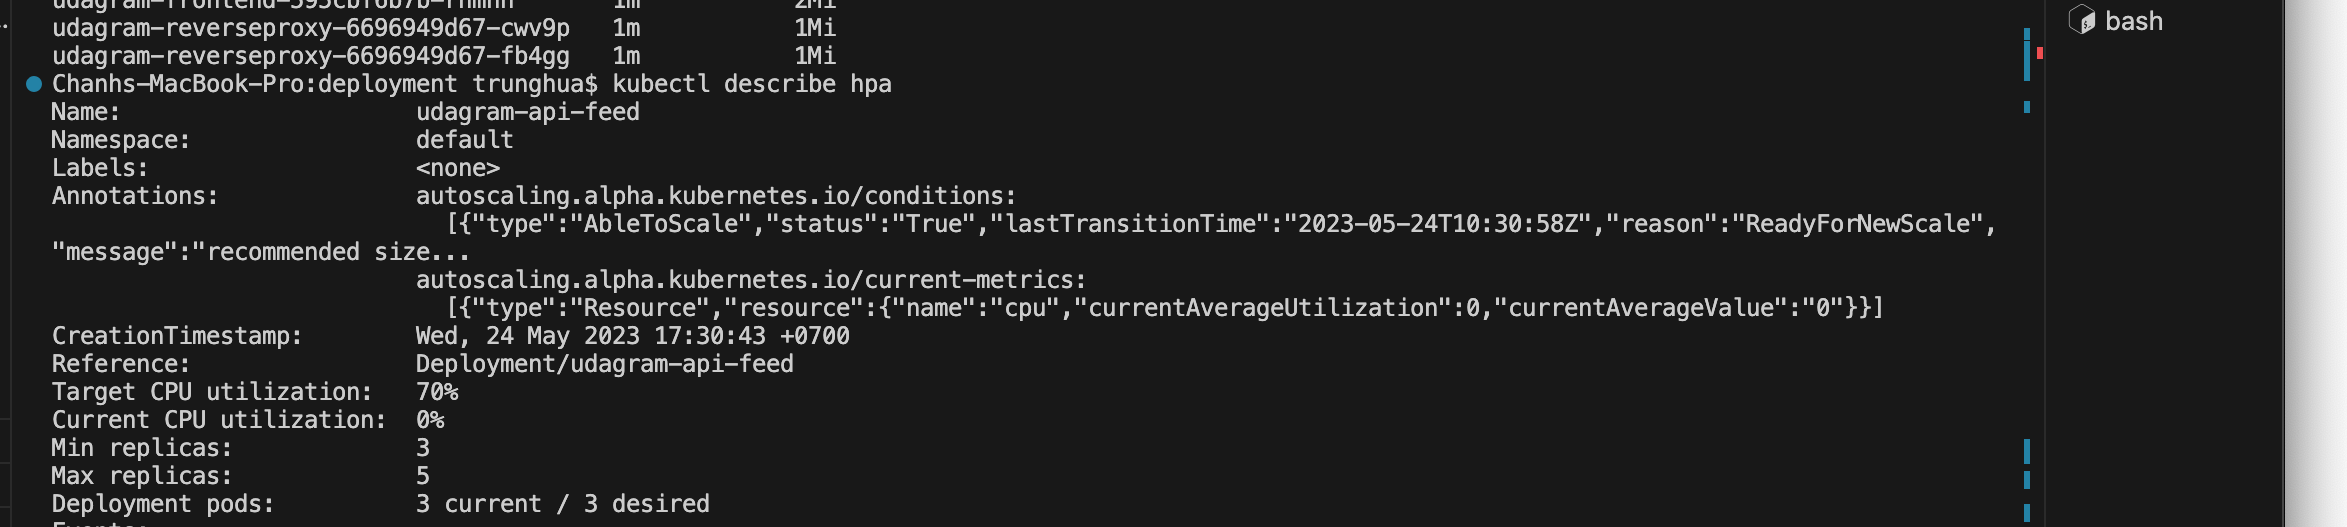 udagram-frontend-595cbf6b7b-fnmnn   1m           2Mi
udagram-reverseproxy-6696949d67-cwv9p   1m           1Mi
udagram-reverseproxy-6696949d67-fb4gg   1m           1Mi
Chanhs-MacBook-Pro:deployment trunghua$ kubectl describe hpa
Name:                     udagram-api-feed
Namespace:                default
Labels:                   <none>
Annotations:              autoscaling.alpha.kubernetes.io/conditions:
[{"type":"AbleToScale","status":"True","lastTransitionTime":"2023-05-24T10:30:58Z","reason":"ReadyForNewScale",
"message":"recommended size...
autoscaling.alpha.kubernetes.io/current-metrics:
[{"type":"Resource","resource":{"name":"cpu","currentAverageUtilization":0,"currentAverageValue":"0"}}]
CreationTimestamp:        Wed, 24 May 2023 17:30:43 +0700
Reference:                Deployment/udagram-api-feed
Target CPU utilization:   70%
Current CPU utilization:  0%
Min replicas:             3
Max replicas:             5
Deployment pods:          3 current / 3 desired
bash